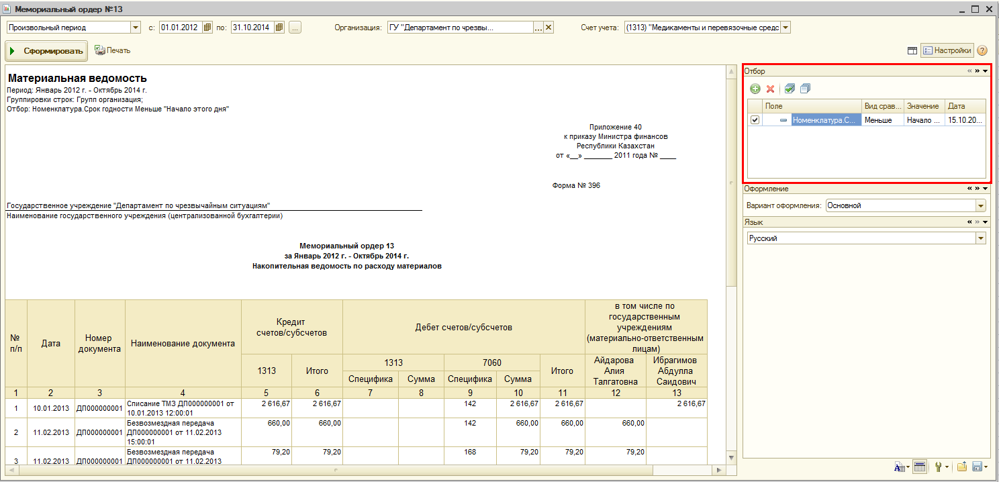 Мемориальный ордер №13
Произвольный период с: 01.01.2012 по: 31.10.2014 ... Организация: ГУ "Департамент по чрезвы... ... Счет учета: (1313) "Медикаменты и перевязочные средс
Сформировать Печать Настройки ?
Материальная ведомость
Период: Январь 2012 г. - Октябрь 2014 г.
Группировки строк: Групп организация;
Отбор: Номенклатура.Срок годности Меньше "Начало этого дня"
Приложение 40
к приказу Министра финансов
Республики Казахстан
от «__» _______ 2011 года № ____
Форма № 396
Государственное учреждение "Департамент по чрезвычайным ситуациям"
Наименование государственного учреждения (централизованной бухгалтерии)
Мемориальный ордер 13
за Январь 2012 г. - Октябрь 2014 г.
Накопительная ведомость по расходу материалов
№ п/п
Дата
Номер документа
Наименование документа
Кредит счетов/субсчетов
Дебет счетов/субсчетов
в том числе по государственным учреждениям (материально-ответственным лицам)
1313 Итого 1313 7060 Итого Айдарова Алия Талгатовна Ибрагимов Абдулла Саидович
Специфика Сумма Специфика Сумма
1 2 3 4 5 6 7 8 9 10 11 12 13
1 10.01.2013 ДП000000001 Списание ТМЗ ДП000000001 от 10.01.2013 12:00:01 2 616,67 2 616,67 142 2 616,67 2 616,67 2 616,67
2 11.02.2013 ДП000000001 Безвозмездная передача ДП000000001 от 11.02.2013 15:00:01 660,00 660,00 142 660,00 660,00 660,00
3 11.02.2013 ДП000000001 Безвозмездная передача ДП000000001 от 11.02.2013 79,20 79,20 168 79,20 79,20 79,20
Отбор
Поле Вид срав... Значение Дата
Номенклатура.С... Меньше Начало ... 15.10.20...
Оформление
Вариант оформления: Основной
Язык
Русский